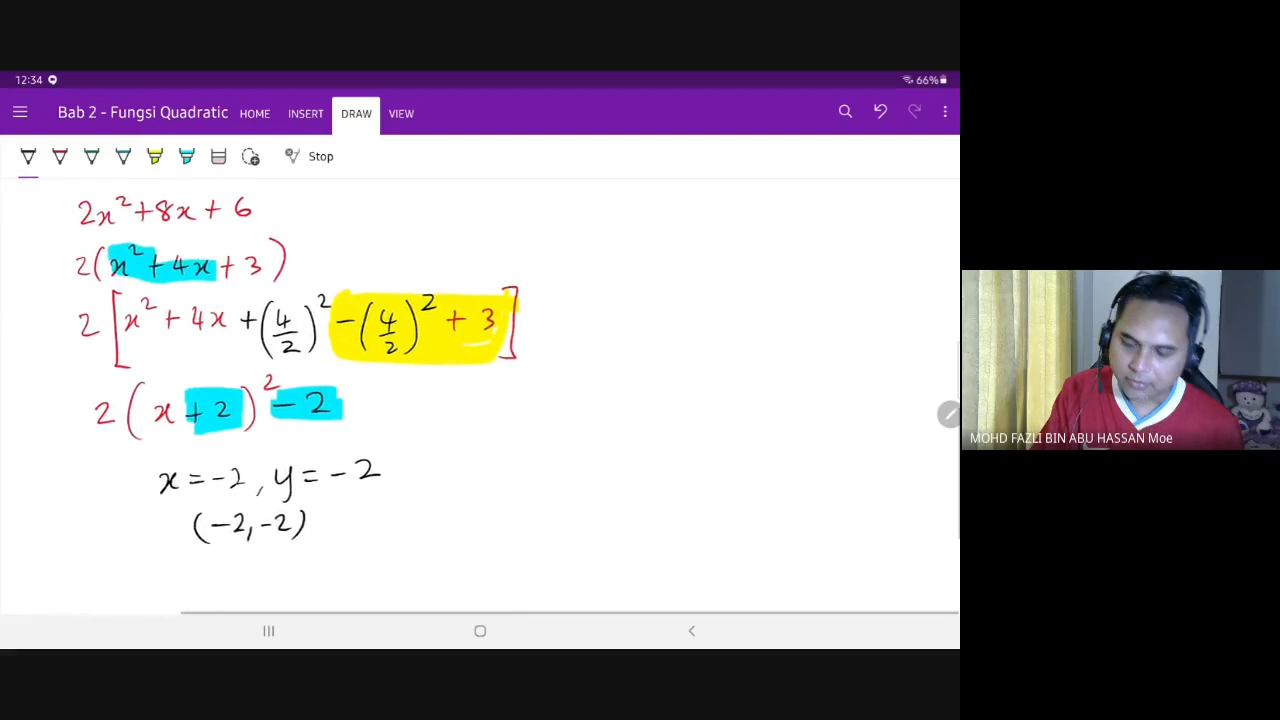 12:34 66%
Bab 2 - Fungsi Quadratic HOME INSERT DRAW VIEW
Stop
2x² + 8x + 6
2(x² + 4x + 3)
2[x² + 4x + (4/2)² - (4/2)² + 3]
2(x + 2)² - 2
x = -2, y = -2
(-2, -2)
MOHD FAZLI BIN ABU HASSAN Moe